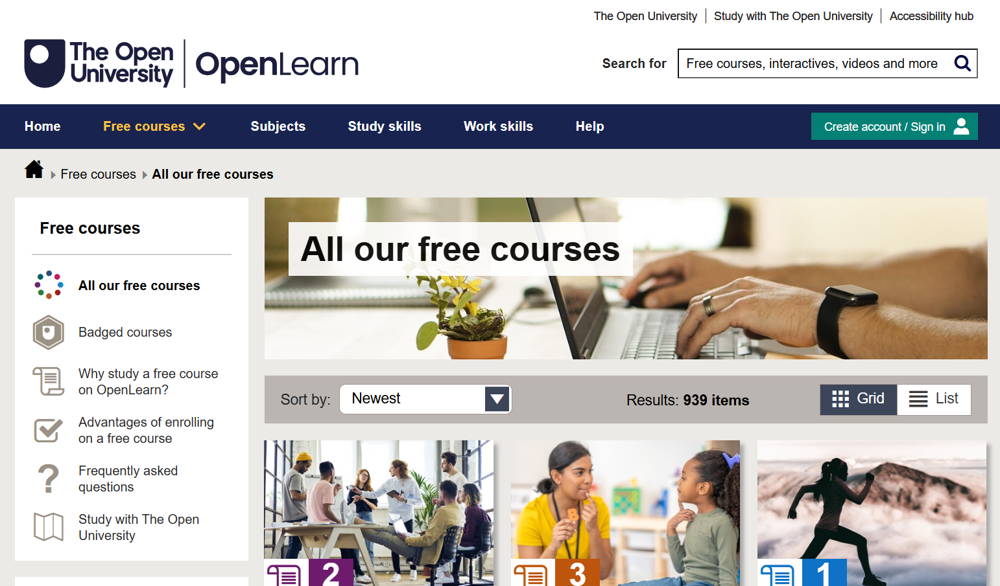 The Open University
Study with The Open University
Accessibility hub
The Open
University
OpenLearn
Search for
Free courses, interactives, videos and more
Home
Free courses
Subjects
Study skills
Work skills
Help
Create account / Sign in
Free courses
All our free courses
Free courses
All our free courses
Badged courses
Why study a free course
on OpenLearn?
Advantages of enrolling
on a free course
Frequently asked
questions
Study with The Open
University
All our free courses
Sort by:
Newest
Results: 939 items
Grid
List
2
3
1